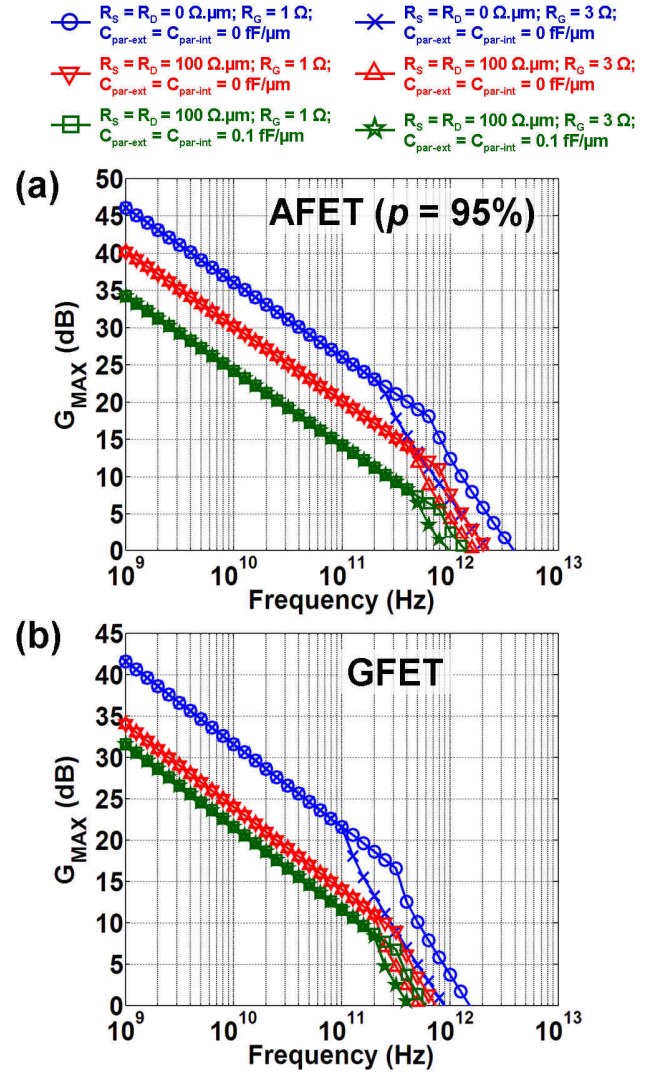 R_S = R_D = 0 Ω.µm; R_G = 1 Ω;
C_par-ext = C_par-int = 0 fF/µm
R_S = R_D = 0 Ω.µm; R_G = 3 Ω;
C_par-ext = C_par-int = 0 fF/µm
R_S = R_D = 100 Ω.µm; R_G = 1 Ω;
C_par-ext = C_par-int = 0 fF/µm
R_S = R_D = 100 Ω.µm; R_G = 3 Ω;
C_par-ext = C_par-int = 0 fF/µm
R_S = R_D = 100 Ω.µm; R_G = 1 Ω;
C_par-ext = C_par-int = 0.1 fF/µm
R_S = R_D = 100 Ω.µm; R_G = 3 Ω;
C_par-ext = C_par-int = 0.1 fF/µm
(a)
AFET (p = 95%)
50
45
40
35
30
25
20
15
10
5
0
G_MAX (dB)
10^9 10^10 10^11 10^12 10^13
Frequency (Hz)
(b)
GFET
45
40
35
30
25
20
15
10
5
0
G_MAX (dB)
10^9 10^10 10^11 10^12 10^13
Frequency (Hz)